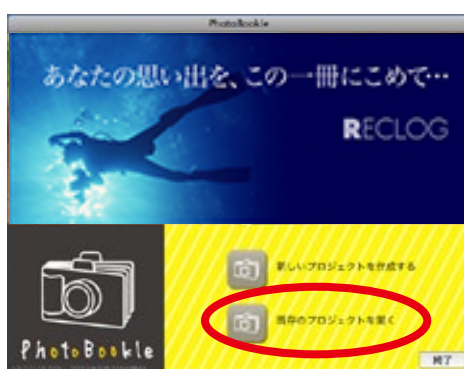 PhotoBookle
あなたの思い出を、この一冊にこめて…
RECLOG
新しいプロジェクトを作成する
既存のプロジェクトを開く
PhotoBookle
終了